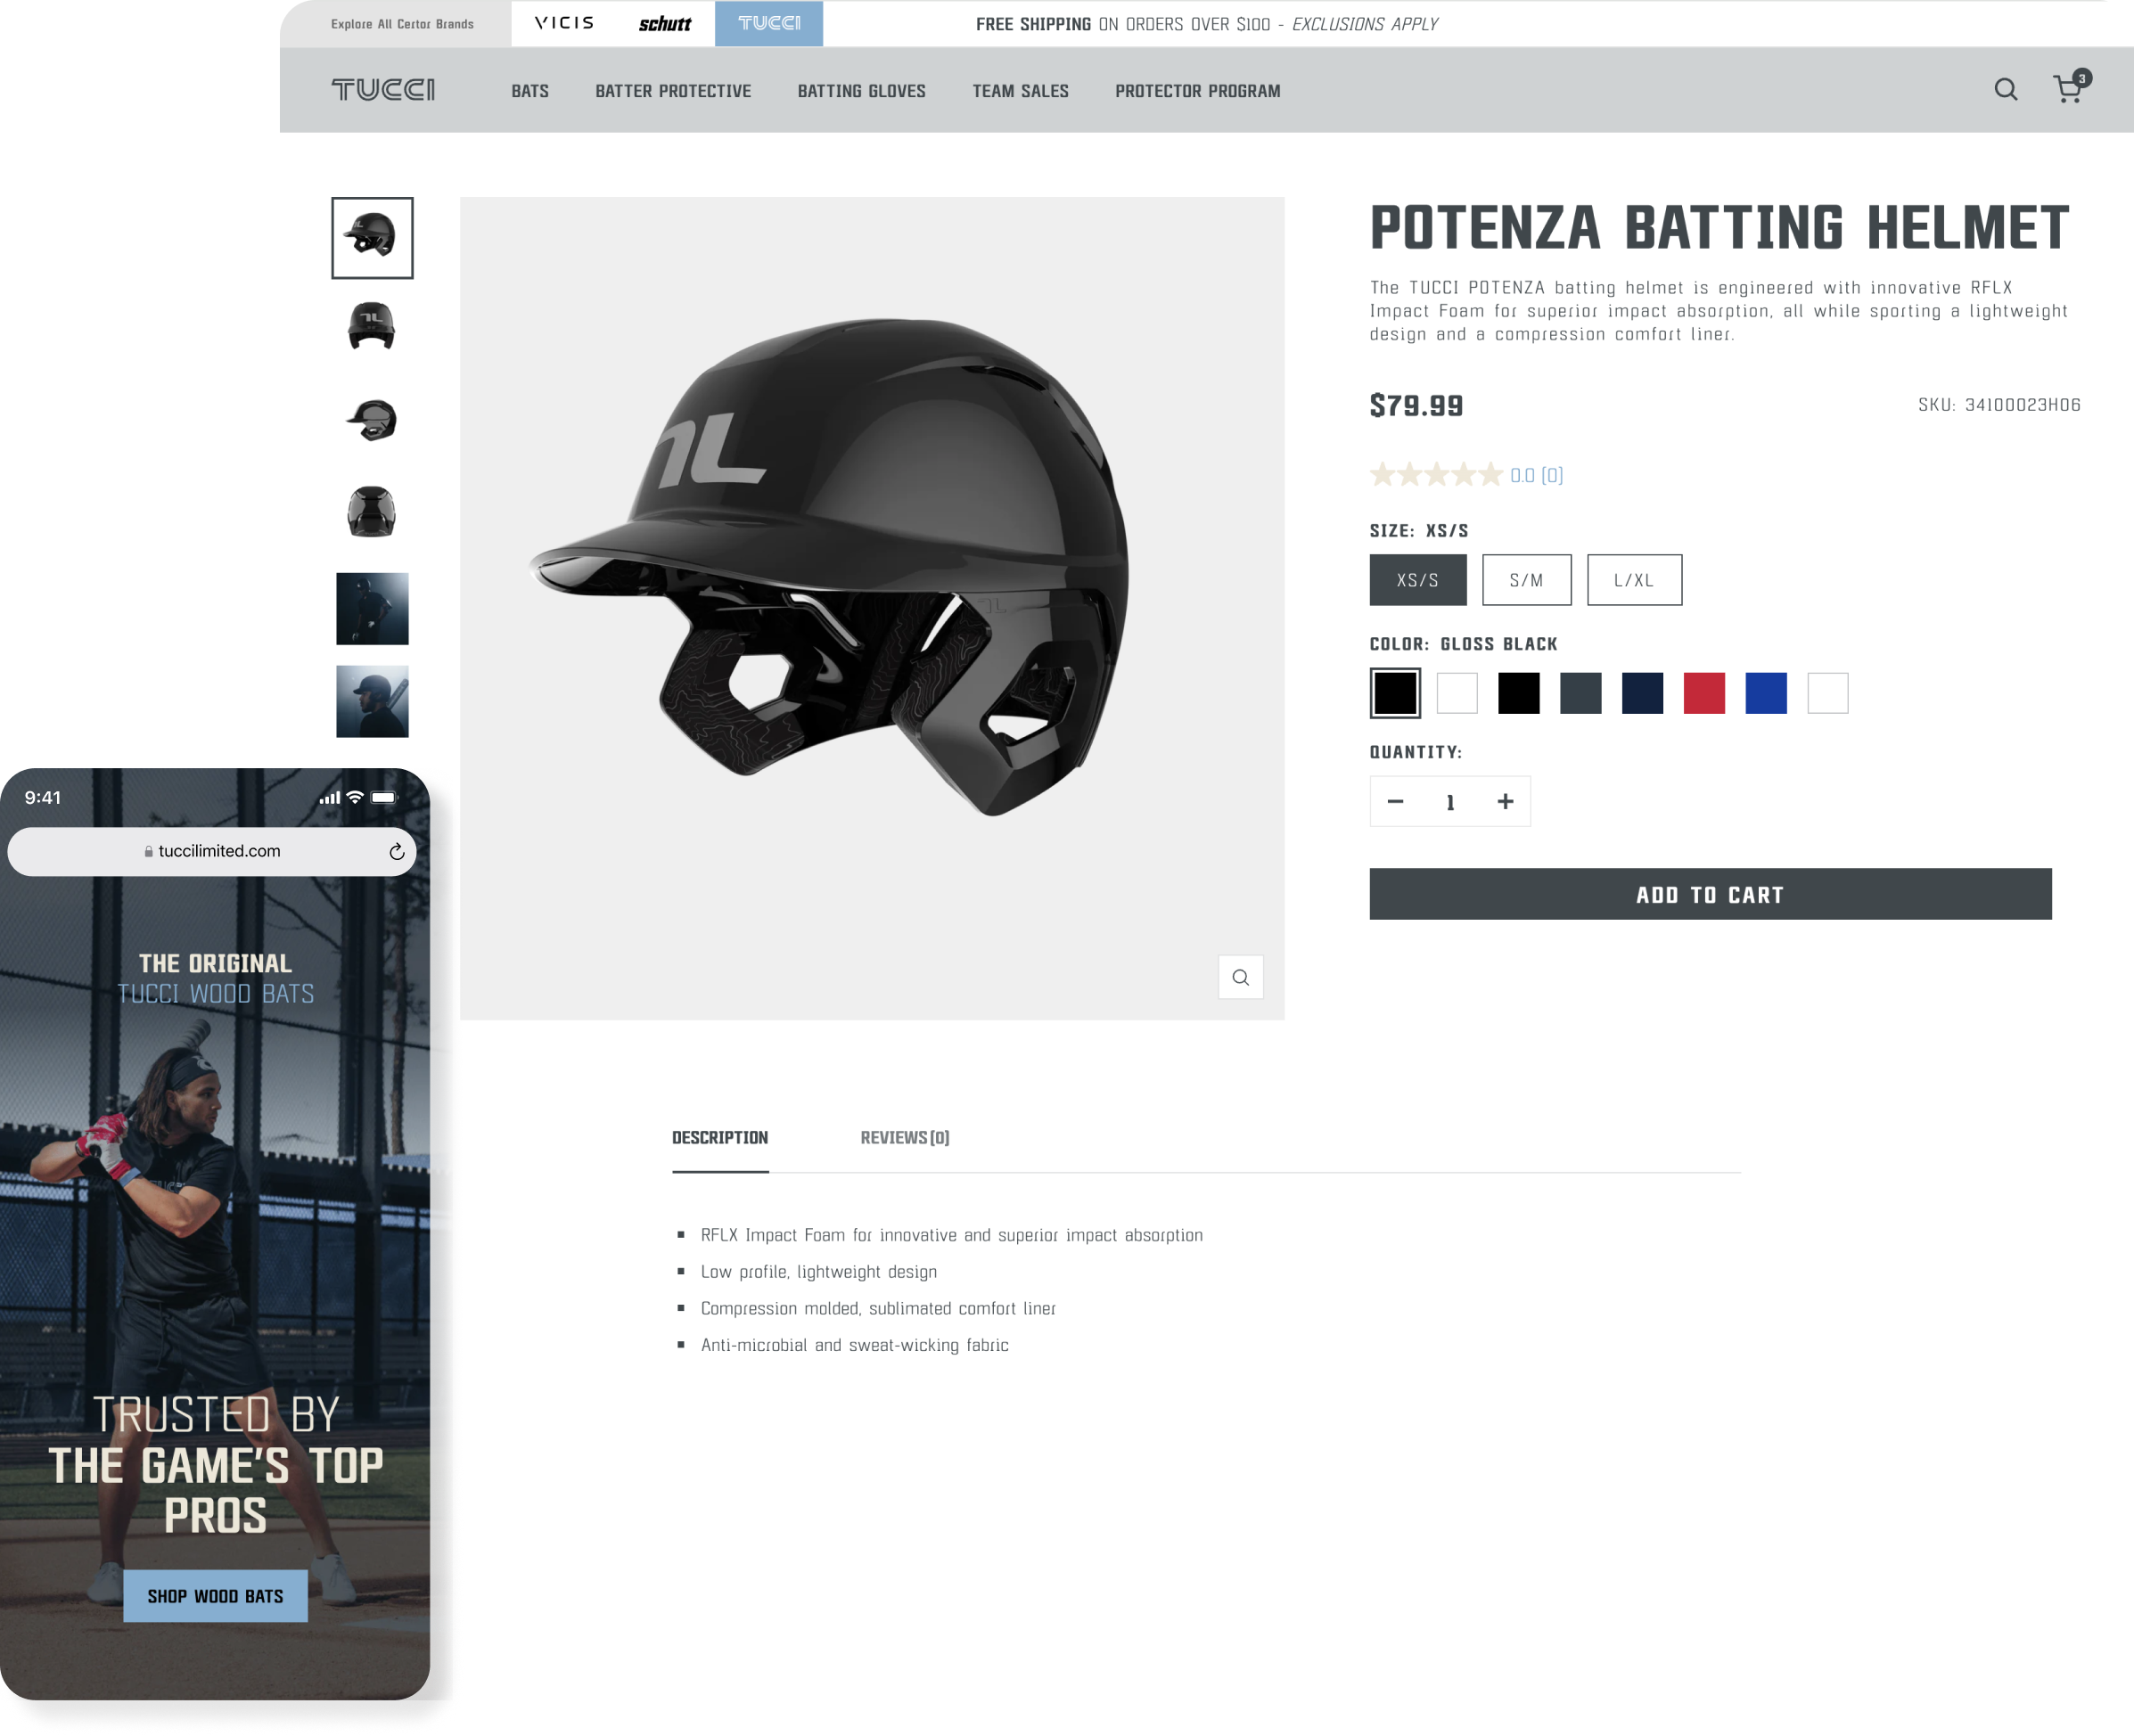 Explore All Certor Brands
VICIS
schutt
TUCCI
FREE SHIPPING ON ORDERS OVER $100 - EXCLUSIONS APPLY
TUCCI
BATS
BATTER PROTECTIVE
BATTING GLOVES
TEAM SALES
PROTECTOR PROGRAM
3
POTENZA BATTING HELMET
The TUCCI POTENZA batting helmet is engineered with innovative RFLX
Impact Foam for superior impact absorption, all while sporting a lightweight
design and a compression comfort liner.
$79.99
SKU: 34100023H06
0.0 (0)
SIZE: XS/S
XS/S
S/M
L/XL
COLOR: GLOSS BLACK
QUANTITY:
− 1 +
ADD TO CART
DESCRIPTION
REVIEWS(0)
RFLX Impact Foam for innovative and superior impact absorption
Low profile, lightweight design
Compression molded, sublimated comfort liner
Anti-microbial and sweat-wicking fabric
9:41
tuccilimited.com
THE ORIGINAL
TUCCI WOOD BATS
TRUSTED BY
THE GAME'S TOP
PROS
SHOP WOOD BATS